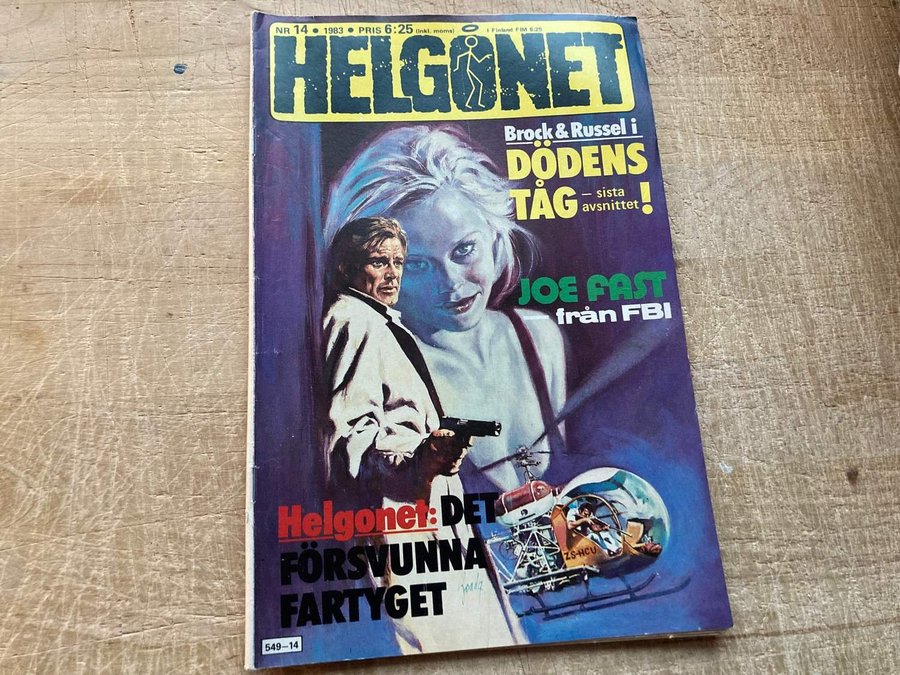 NR 14 • 1983 • PRIS 6:25 (inkl. moms) I Finland FIM 6:25
HELGONET
Brock & Russel i
DÖDENS
TÅG – sista avsnittet !
JOE FAST
— från FBI
Helgonet: DET
FÖRSVUNNA
FARTYGET
ZS-HCU
549–14